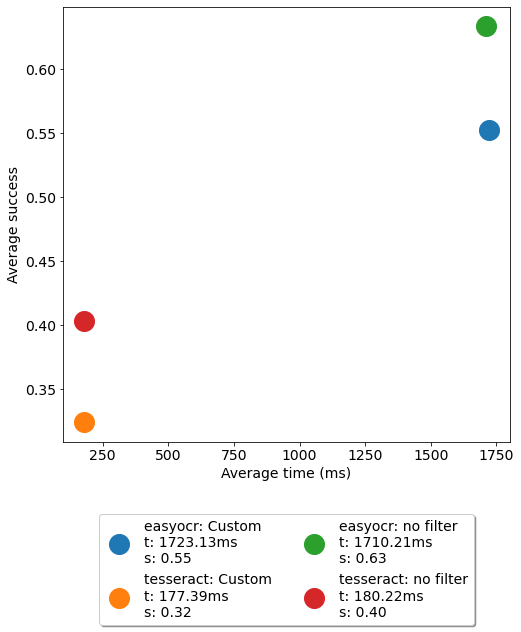 0.60
0.55
0.50
0.45
0.40
0.35
Average success
250 500 750 1000 1250 1500 1750
Average time (ms)
easyocr: Custom
t: 1723.13ms
s: 0.55
tesseract: Custom
t: 177.39ms
s: 0.32
easyocr: no filter
t: 1710.21ms
s: 0.63
tesseract: no filter
t: 180.22ms
s: 0.40